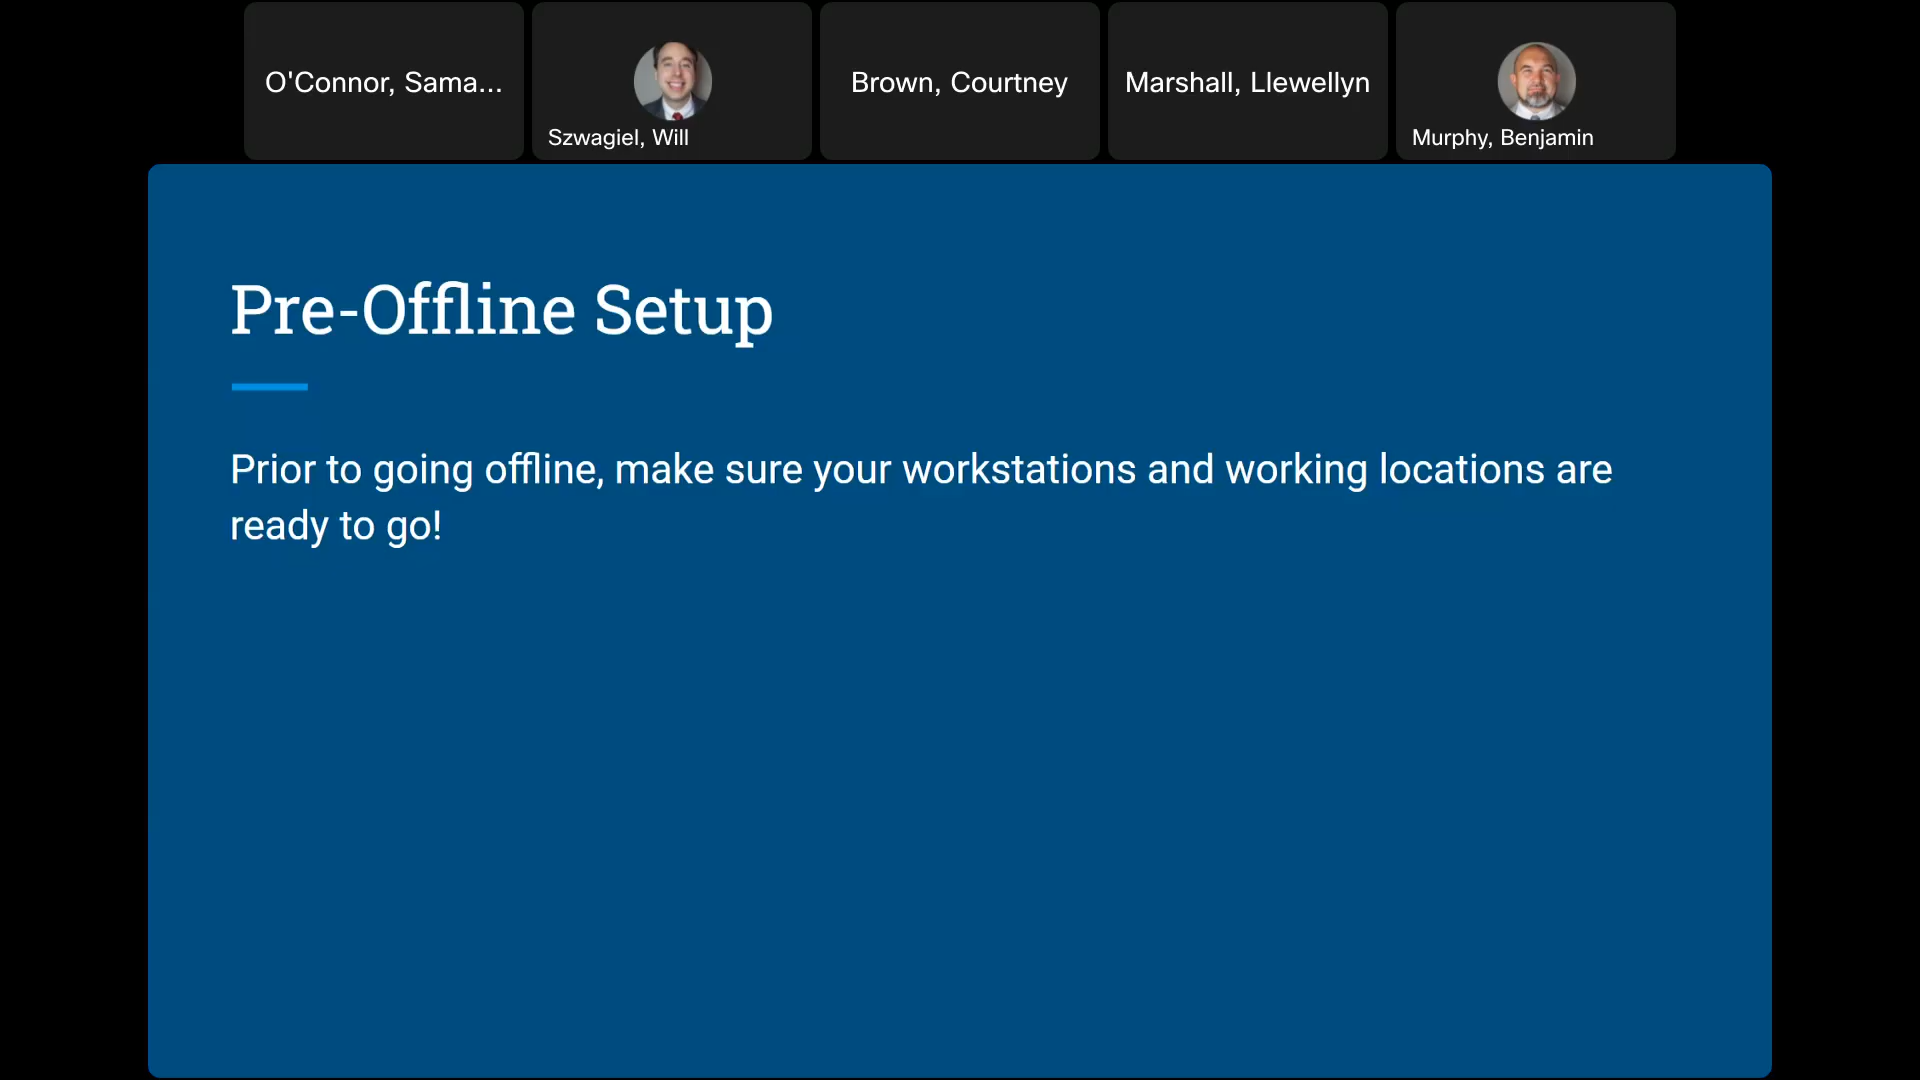 O'Connor, Sama...
Szwagiel, Will
Brown, Courtney
Marshall, Llewellyn
Murphy, Benjamin
Pre-Offline Setup
Prior to going offline, make sure your workstations and working locations are
ready to go!